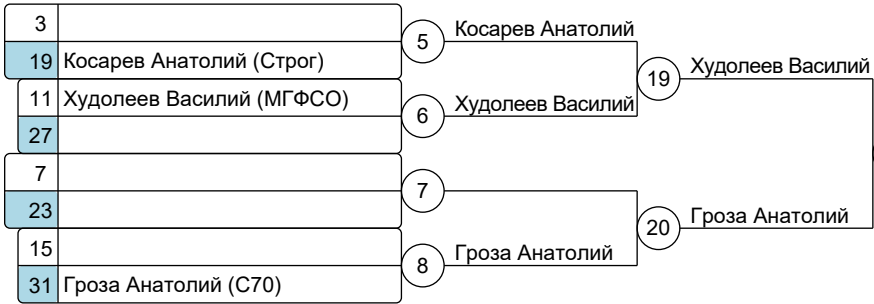 3
5
Косарев Анатолий
19 Косарев Анатолий (Строг)
19
Худолеев Василий
11 Худолеев Василий (МГФСО)
6
Худолеев Василий
27
7
7
23
20
Гроза Анатолий
15
8
Гроза Анатолий
31 Гроза Анатолий (С70)